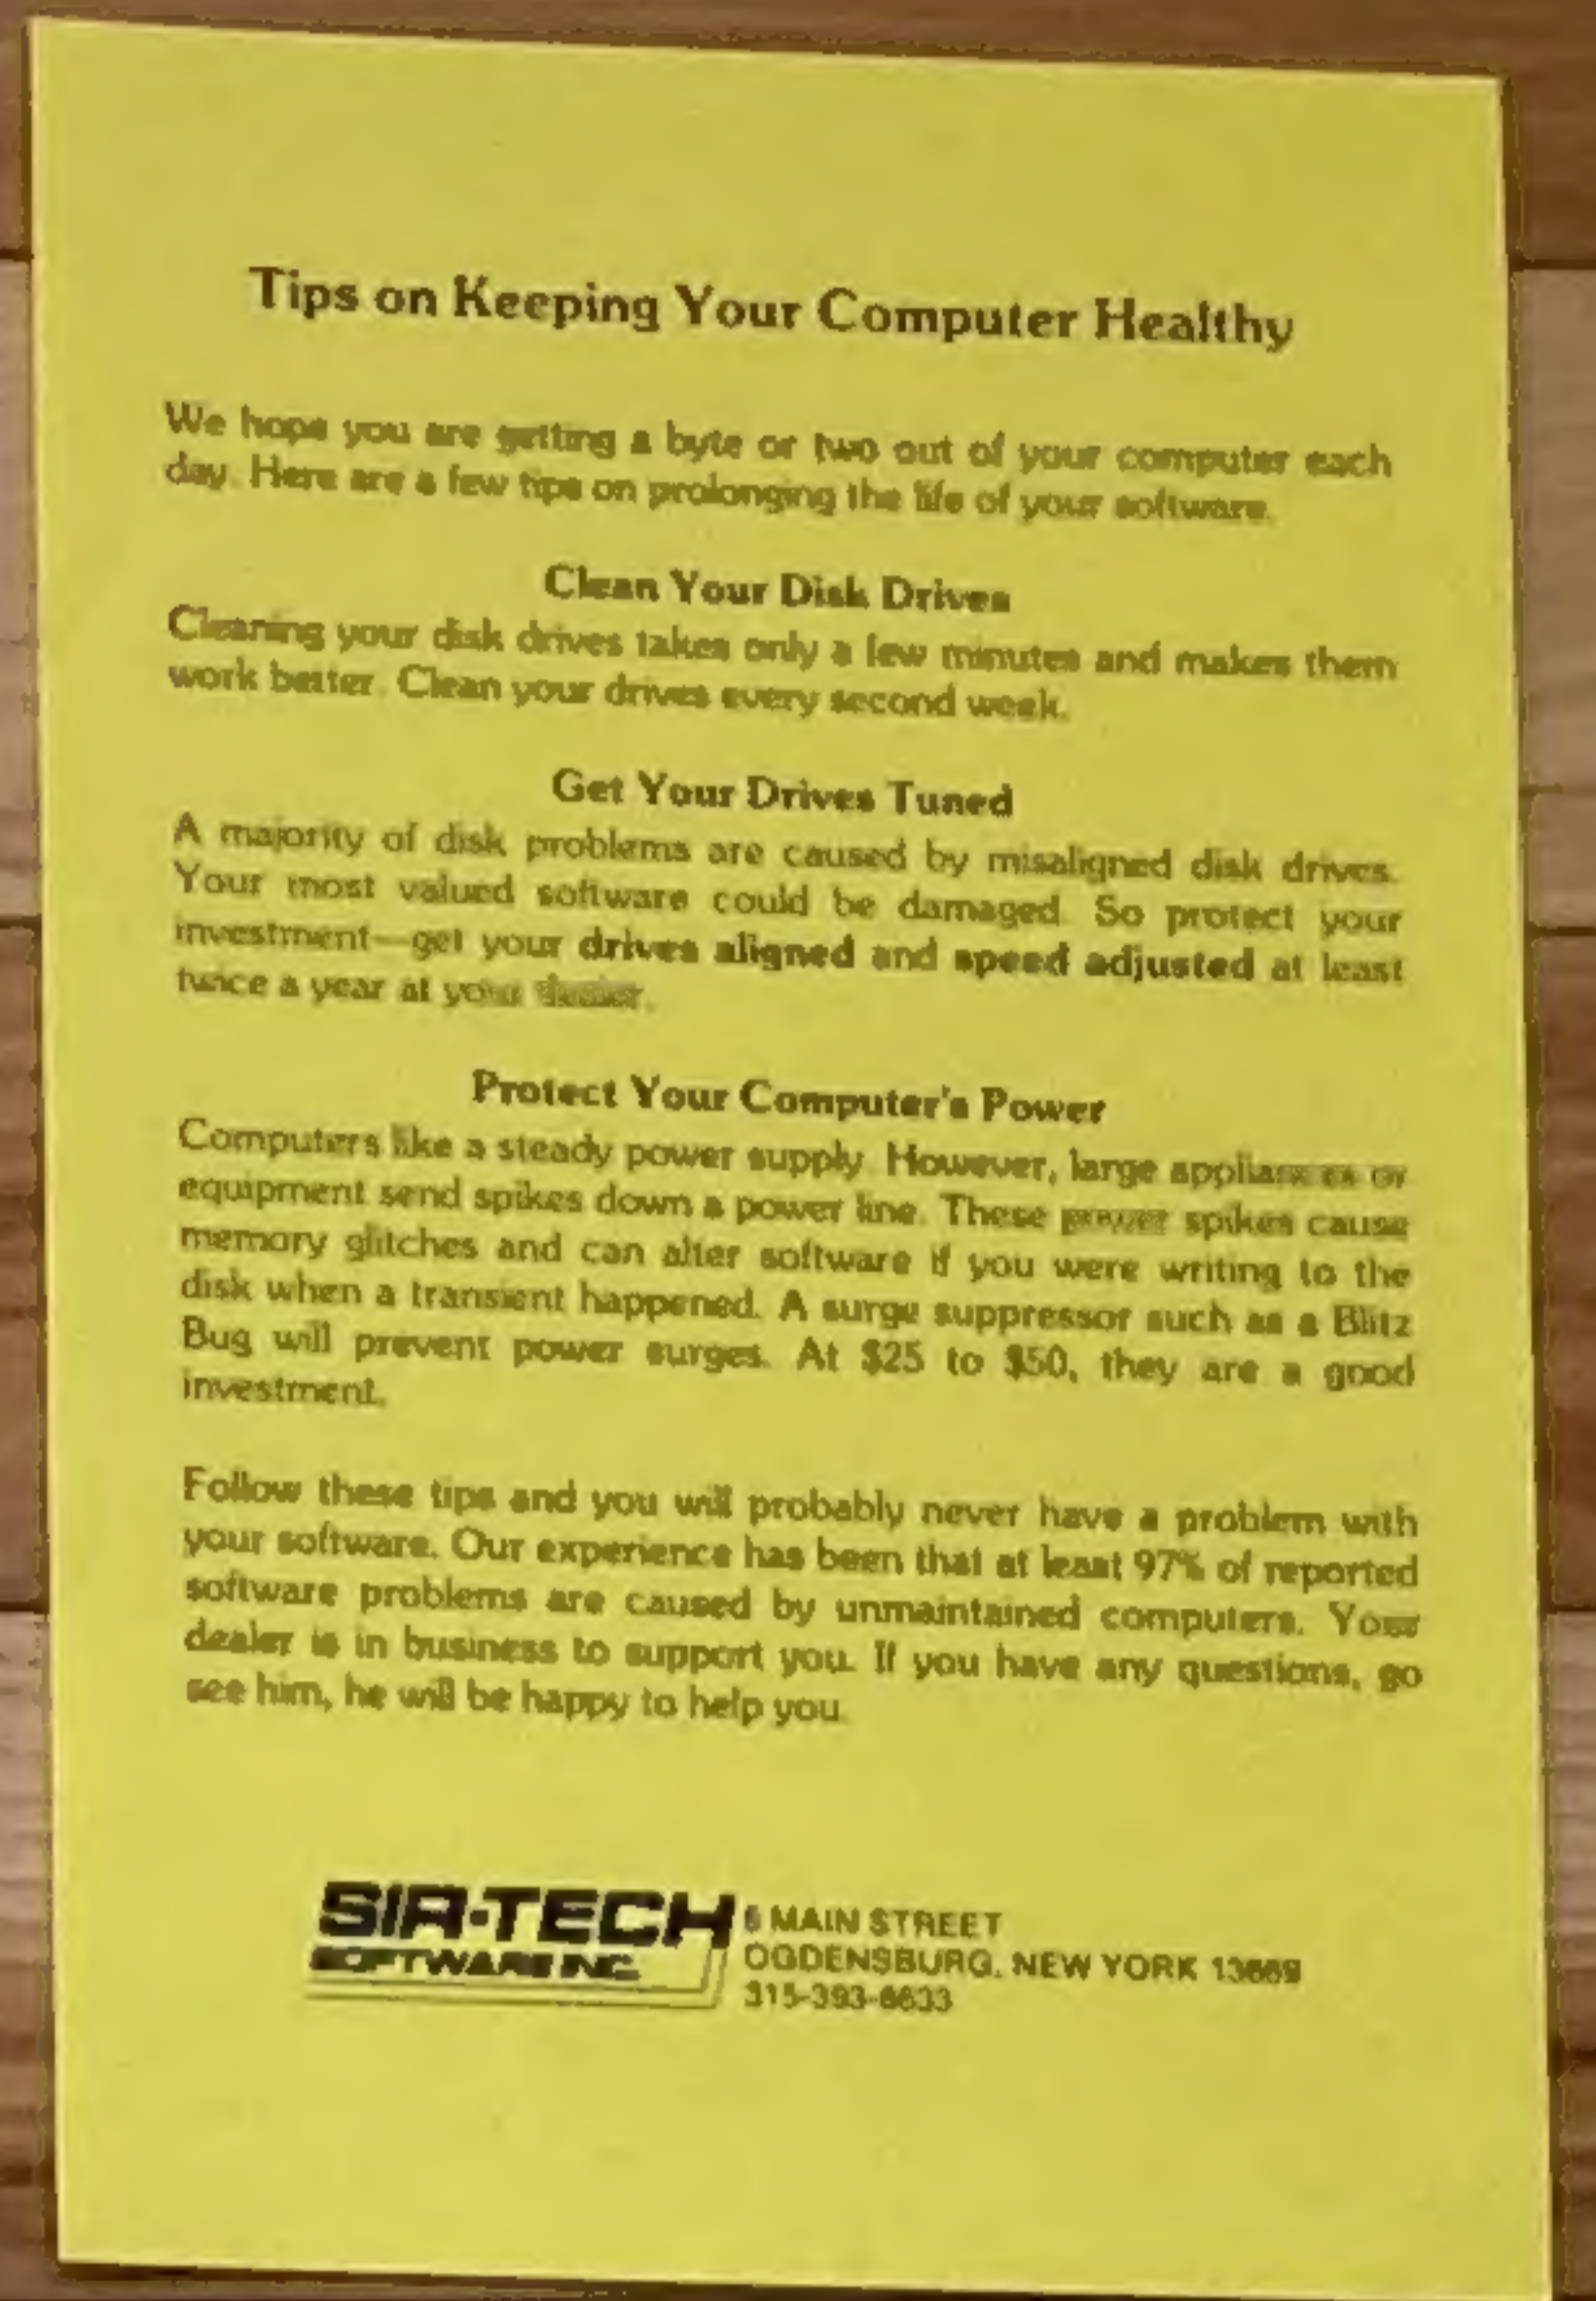 Tips on Keeping Your Computer Healthy
We hope you are getting a byte or two out of your computer each
day. Here are a few tips on prolonging the life of your software.
Clean Your Disk Drives
Cleaning your disk drives takes only a few minutes and makes them
work better. Clean your drives every second week.
Get Your Drives Tuned
A majority of disk problems are caused by misaligned disk drives.
Your most valued software could be damaged. So protect your
investment—get your drives aligned and speed adjusted at least
twice a year at your dealer.
Protect Your Computer's Power
Computers like a steady power supply. However, large appliances or
equipment send spikes down a power line. These power spikes cause
memory glitches and can alter software if you were writing to the
disk when a transient happened. A surge suppressor such as a Blitz
Bug will prevent power surges. At $25 to $50, they are a good
investment.
Follow these tips and you will probably never have a problem with
your software. Our experience has been that at least 97% of reported
software problems are caused by unmaintained computers. Your
dealer is in business to support you. If you have any questions, go
see him, he will be happy to help you.
SIR-TECH
SOFTWARE INC.
MAIN STREET
OGDENSBURG, NEW YORK 13669
315-393-6633